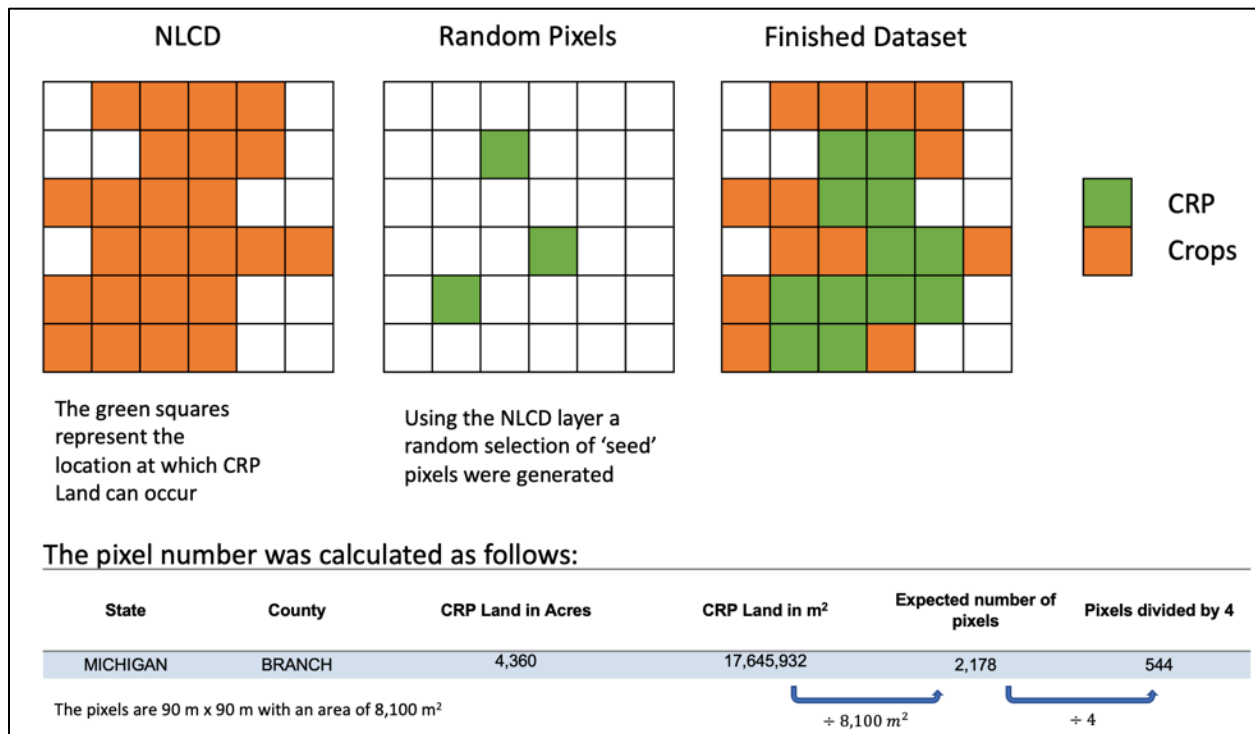 NLCD
Random Pixels
Finished Dataset
CRP
Crops
The green squares
represent the
location at which CRP
Land can occur
Using the NLCD layer a
random selection of ‘seed’
pixels were generated
The pixel number was calculated as follows:
State
County
CRP Land in Acres
CRP Land in m²
Expected number of
pixels
Pixels divided by 4
MICHIGAN
BRANCH
4,360
17,645,932
2,178
544
The pixels are 90 m x 90 m with an area of 8,100 m²
÷ 8,100 m²
÷ 4